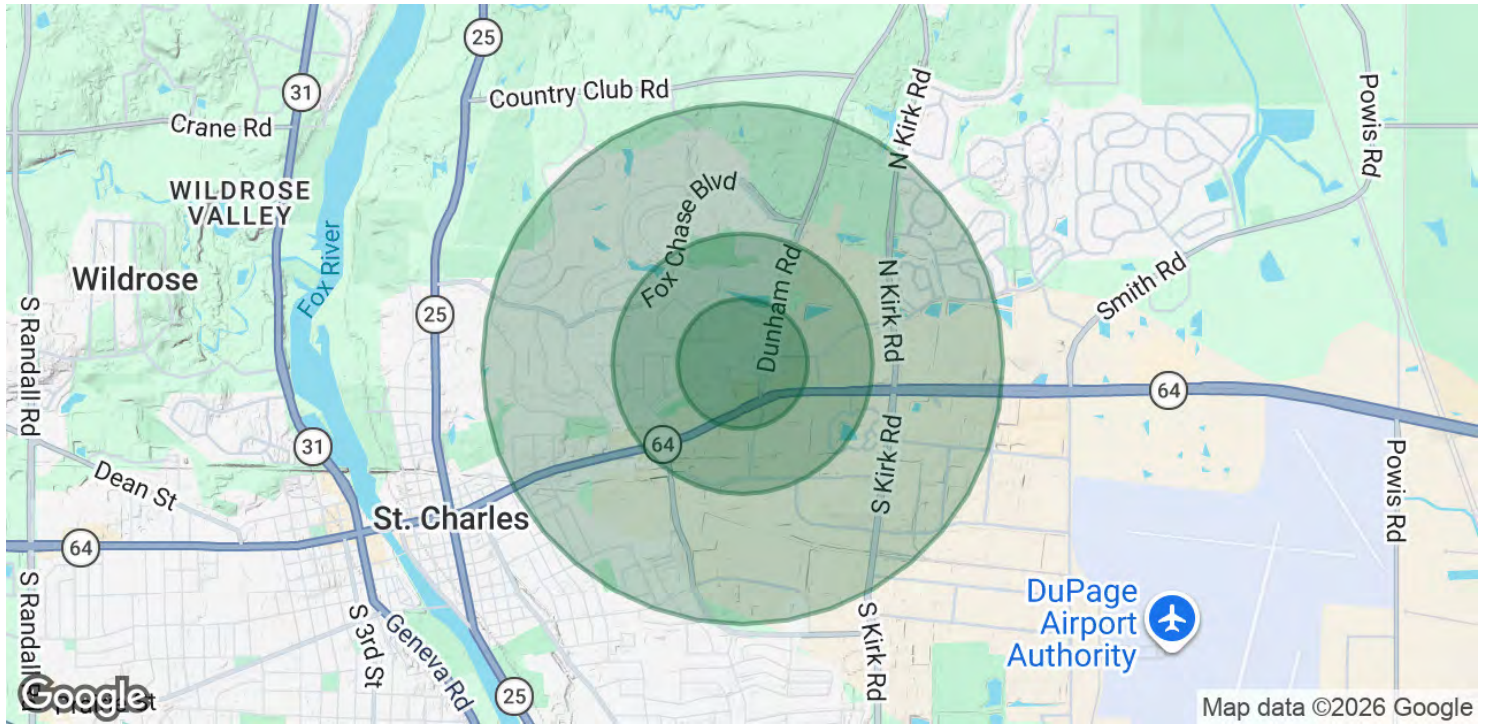 25
Country Club Rd
31
Crane Rd
N Kirk Rd
Powis Rd
WILDROSE
VALLEY
Fox Chase Blvd
Fox River
Wildrose
Dunham Rd
N Kirk Rd
Smith Rd
S Randall Rd
25
64
31
64
S Kirk Rd
Dean St
St. Charles
Powis Rd
64
S Randall
S 3rd St
Geneva Rd
S Kirk Rd
DuPage
Airport
Authority
25
Google
Map data ©2026 Google